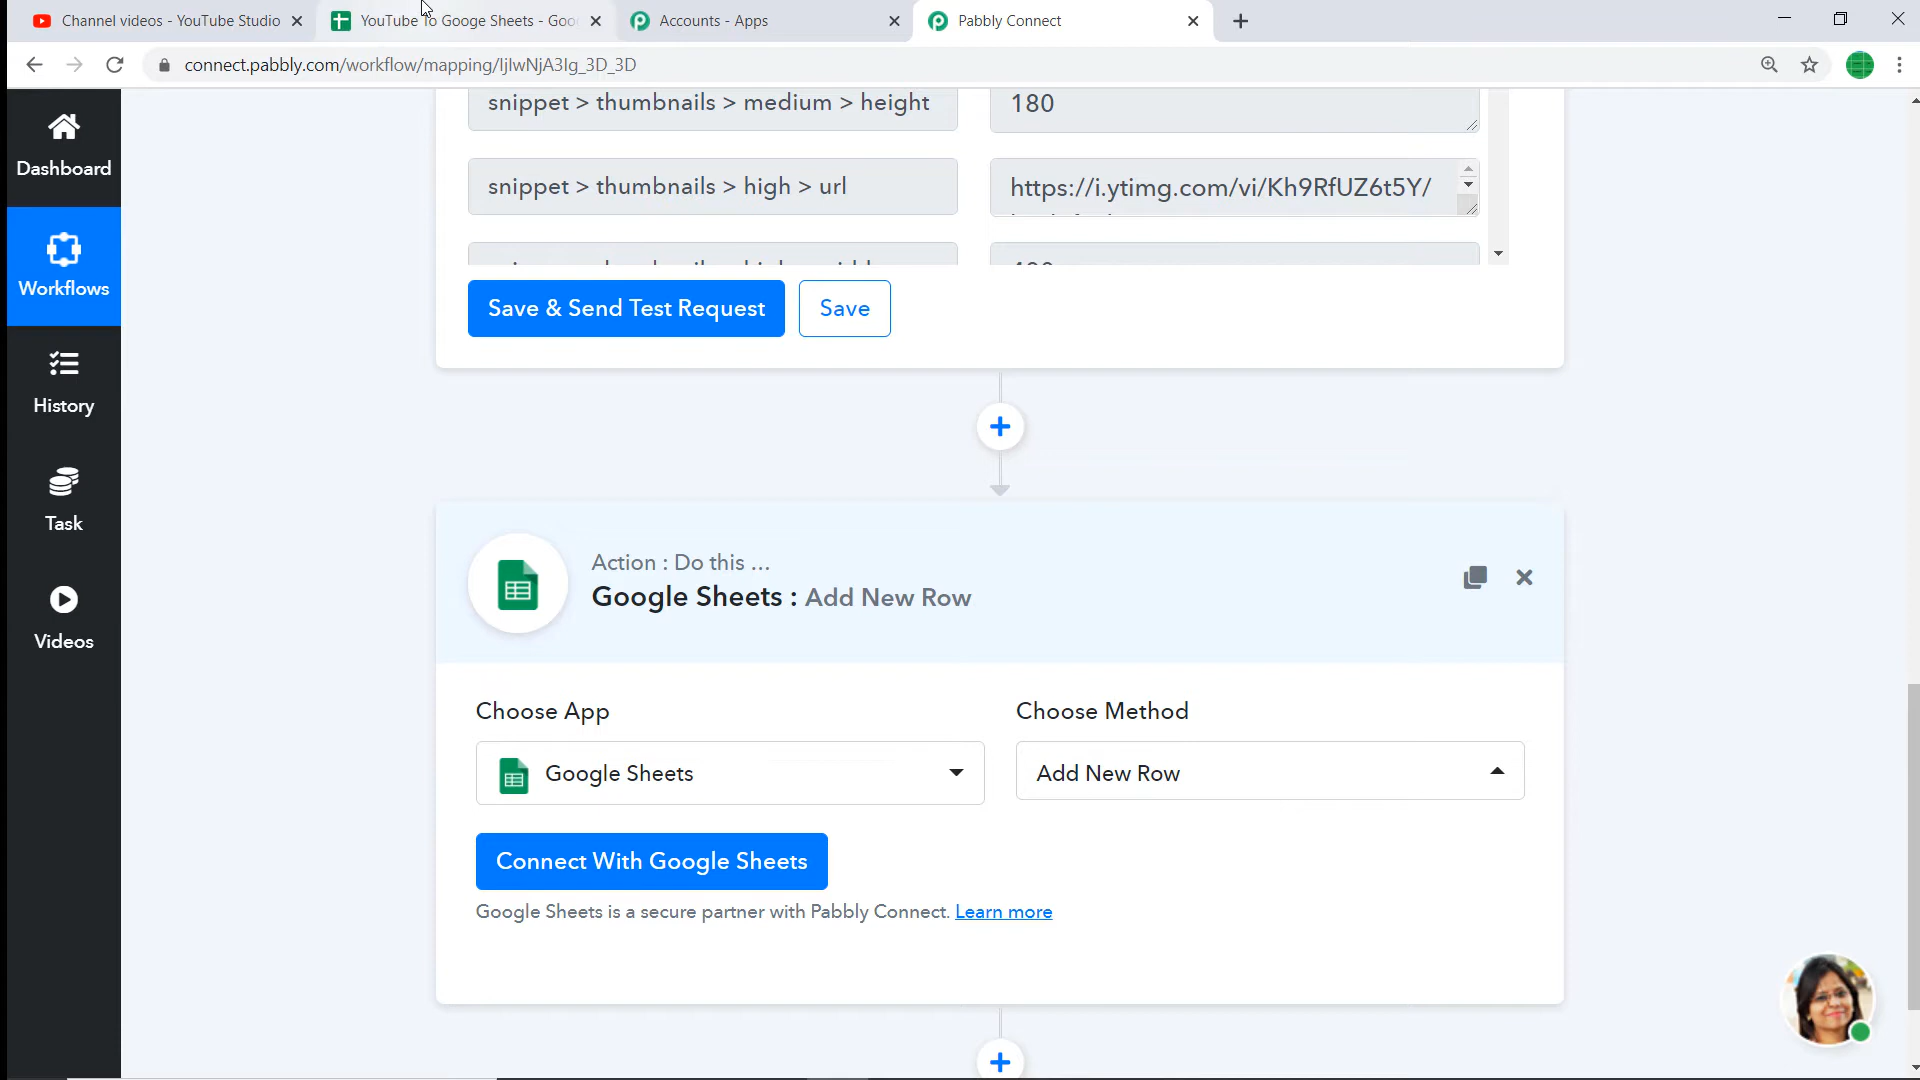 Channel videos - YouTube Studio
YouTube To Googe Sheets - Goo
Accounts - Apps
Pabbly Connect
connect.pabbly.com/workflow/mapping/IjIwNjA3Ig_3D_3D
Dashboard
Workflows
History
Task
Videos
snippet > thumbnails > medium > height
180
snippet > thumbnails > high > url
https://i.ytimg.com/vi/Kh9RfUZ6t5Y/
Save & Send Test Request
Save
Action : Do this ...
Google Sheets : Add New Row
Choose App
Choose Method
Google Sheets
Add New Row
Connect With Google Sheets
Google Sheets is a secure partner with Pabbly Connect. Learn more